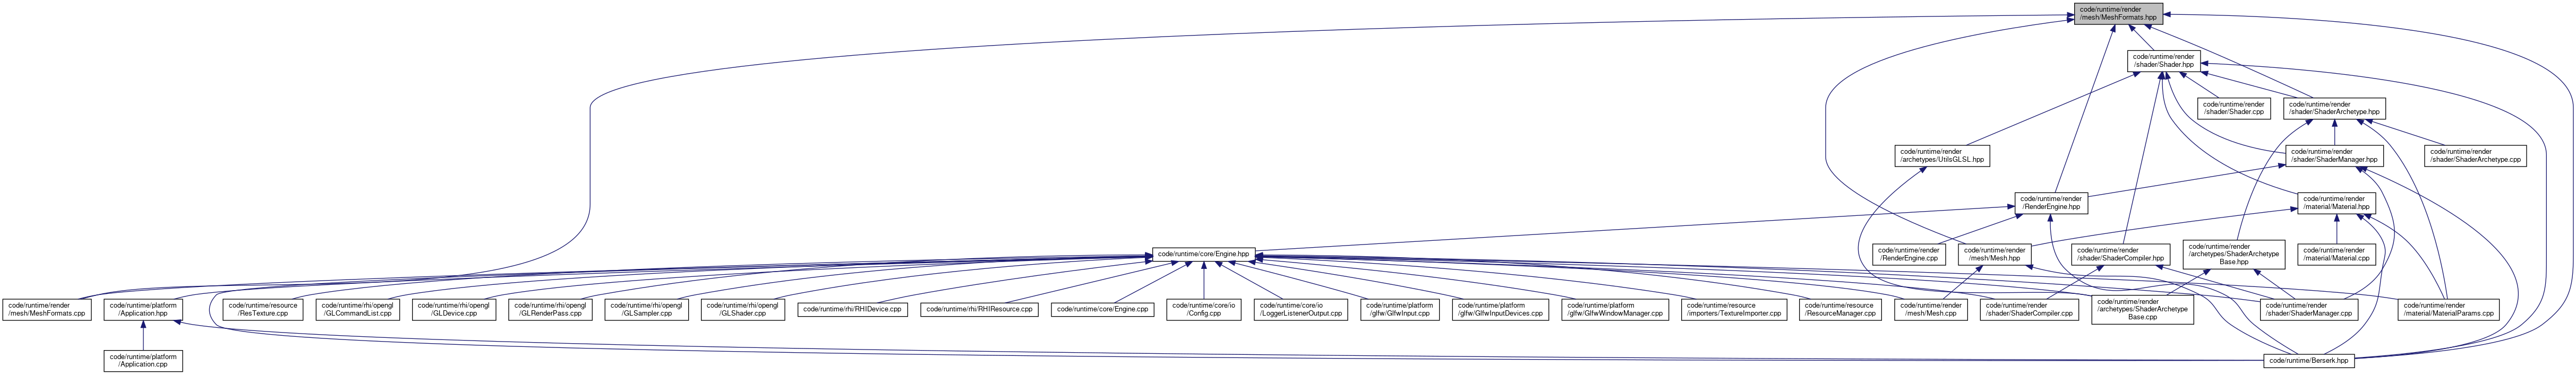 code/runtime/render
/mesh/MeshFormats.hpp
code/runtime/render
/shader/Shader.hpp
code/runtime/render
/shader/Shader.cpp
code/runtime/render
/shader/ShaderArchetype.hpp
code/runtime/render
/archetypes/UtilsGLSL.hpp
code/runtime/render
/shader/ShaderManager.hpp
code/runtime/render
/shader/ShaderArchetype.cpp
code/runtime/render
/RenderEngine.hpp
code/runtime/render
/material/Material.hpp
code/runtime/core/Engine.hpp
code/runtime/render
/RenderEngine.cpp
code/runtime/render
/mesh/Mesh.hpp
code/runtime/render
/shader/ShaderCompiler.hpp
code/runtime/render
/archetypes/ShaderArchetype
Base.hpp
code/runtime/render
/material/Material.cpp
code/runtime/render
/mesh/MeshFormats.cpp
code/runtime/platform
/Application.hpp
code/runtime/resource
/ResTexture.cpp
code/runtime/rhi/opengl
/GLCommandList.cpp
code/runtime/rhi/opengl
/GLDevice.cpp
code/runtime/rhi/opengl
/GLRenderPass.cpp
code/runtime/rhi/opengl
/GLSampler.cpp
code/runtime/rhi/opengl
/GLShader.cpp
code/runtime/rhi/RHIDevice.cpp
code/runtime/rhi/RHIResource.cpp
code/runtime/core/Engine.cpp
code/runtime/core/io
/Config.cpp
code/runtime/core/io
/LoggerListenerOutput.cpp
code/runtime/platform
/glfw/GlfwInput.cpp
code/runtime/platform
/glfw/GlfwInputDevices.cpp
code/runtime/platform
/glfw/GlfwWindowManager.cpp
code/runtime/resource
/importers/TextureImporter.cpp
code/runtime/resource
/ResourceManager.cpp
code/runtime/render
/mesh/Mesh.cpp
code/runtime/render
/shader/ShaderCompiler.cpp
code/runtime/render
/archetypes/ShaderArchetype
Base.cpp
code/runtime/render
/shader/ShaderManager.cpp
code/runtime/render
/material/MaterialParams.cpp
code/runtime/platform
/Application.cpp
code/runtime/Berserk.hpp